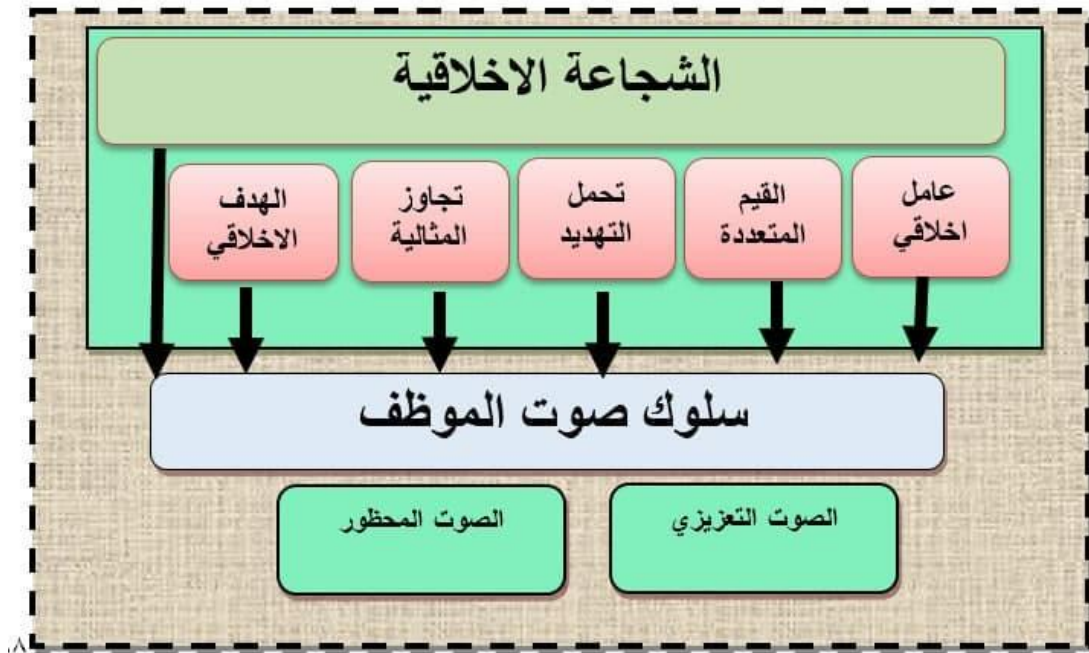 الشجاعة الاخلاقية
عامل
اخلاقي
القيم
المتعددة
تحمل
التهديد
تجاوز
المثالية
الهدف
الاخلاقي
سلوك صوت الموظف
الصوت التعزيزي
الصوت المحظور
٨.